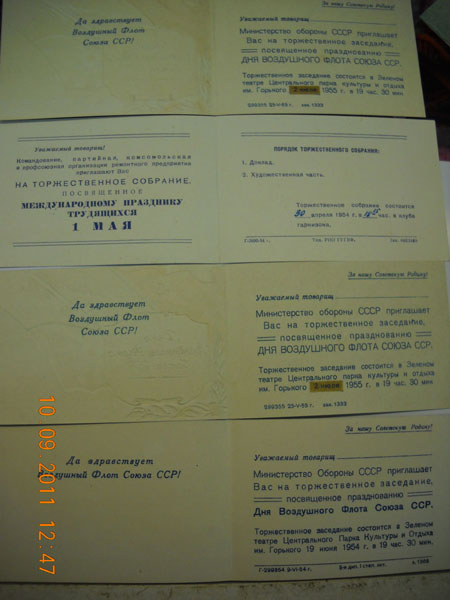 Да здравствует
Воздушный Флот
Союза ССР!
За нашу Советскую Родину!
Уважаемый товарищ
Министерство обороны СССР приглашает
Вас на торжественное заседание,
посвященное празднованию
ДНЯ ВОЗДУШНОГО ФЛОТА СОЮЗА ССР.
Торжественное заседание состоится в Зеленом
театре Центрального парка культуры и отдыха
им. Горького 2 июля 1955 г. в 19 час. 30 мин.
Уважаемый товарищ!
Командование, партийная, комсомольская
и профсоюзная организации ремонтного предприятия
приглашают Вас
НА ТОРЖЕСТВЕННОЕ СОБРАНИЕ,
ПОСВЯЩЕННОЕ
МЕЖДУНАРОДНОМУ ПРАЗДНИКУ
ТРУДЯЩИХСЯ
1 МАЯ
ПОРЯДОК ТОРЖЕСТВЕННОГО СОБРАНИЯ:
1. Доклад.
2. Художественная часть.
Торжественное собрание состоится
30 апреля 1954 г. в час. в клубе
гарнизона.
Да здравствует
Воздушный Флот
Союза ССР!
За нашу Советскую Родину!
Уважаемый товарищ
Министерство обороны СССР приглашает
Вас на торжественное заседание,
посвященное празднованию
ДНЯ ВОЗДУШНОГО ФЛОТА СОЮЗА ССР.
Торжественное заседание состоится в Зеленом
театре Центрального парка культуры и отдыха
им. Горького 2 июля 1955 г. в 19 час. 30 мин.
Да здравствует
Воздушный Флот Союза ССР!
За нашу Советскую Родину!
Уважаемый товарищ
Министерство Обороны СССР приглашает
Вас на торжественное заседание,
посвященное празднованию
Дня Воздушного Флота Союза ССР.
Торжественное заседание состоится в Зеленом
театре Центрального Парка Культуры и Отдыха
им. Горького 19 июня 1954 г. в 19 час. 30 мин.
10.09.2011 12:47